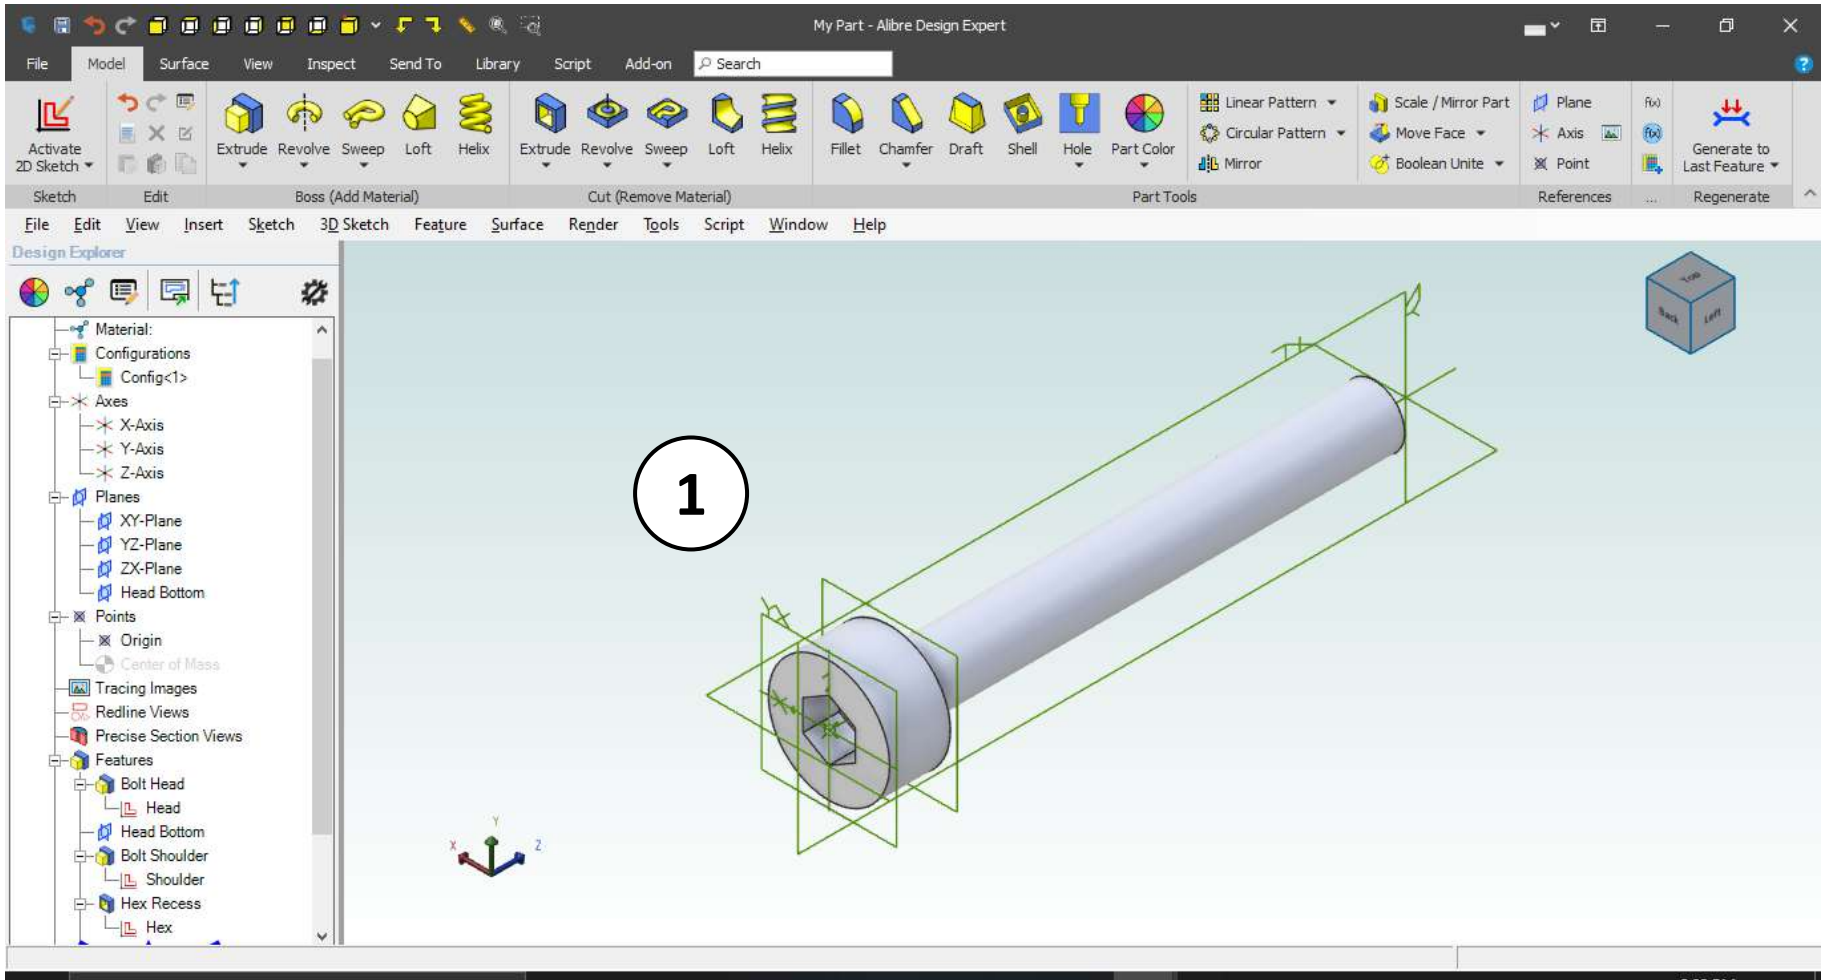 My Part - Alibre Design Expert
File Model Surface View Inspect Send To Library Script Add-on Search
Activate 2D Sketch
Extrude Revolve Sweep Loft Helix
Extrude Revolve Sweep Loft Helix
Fillet Chamfer Draft Shell Hole Part Color
Linear Pattern
Circular Pattern
Mirror
Scale / Mirror Part
Move Face
Boolean Unite
Plane
Axis
Point
f(x)
f(x)
Generate to
Last Feature
Sketch Edit Boss (Add Material) Cut (Remove Material) Part Tools References ... Regenerate
File Edit View Insert Sketch 3D Sketch Feature Surface Render Tools Script Window Help
Design Explorer
Material:
Configurations
Config<1>
Axes
X-Axis
Y-Axis
Z-Axis
Planes
XY-Plane
YZ-Plane
ZX-Plane
Head Bottom
Points
Origin
Center of Mass
Tracing Images
Redline Views
Precise Section Views
Features
Bolt Head
Head
Head Bottom
Bolt Shoulder
Shoulder
Hex Recess
Hex
1
Top
Back Left
Y
X Z